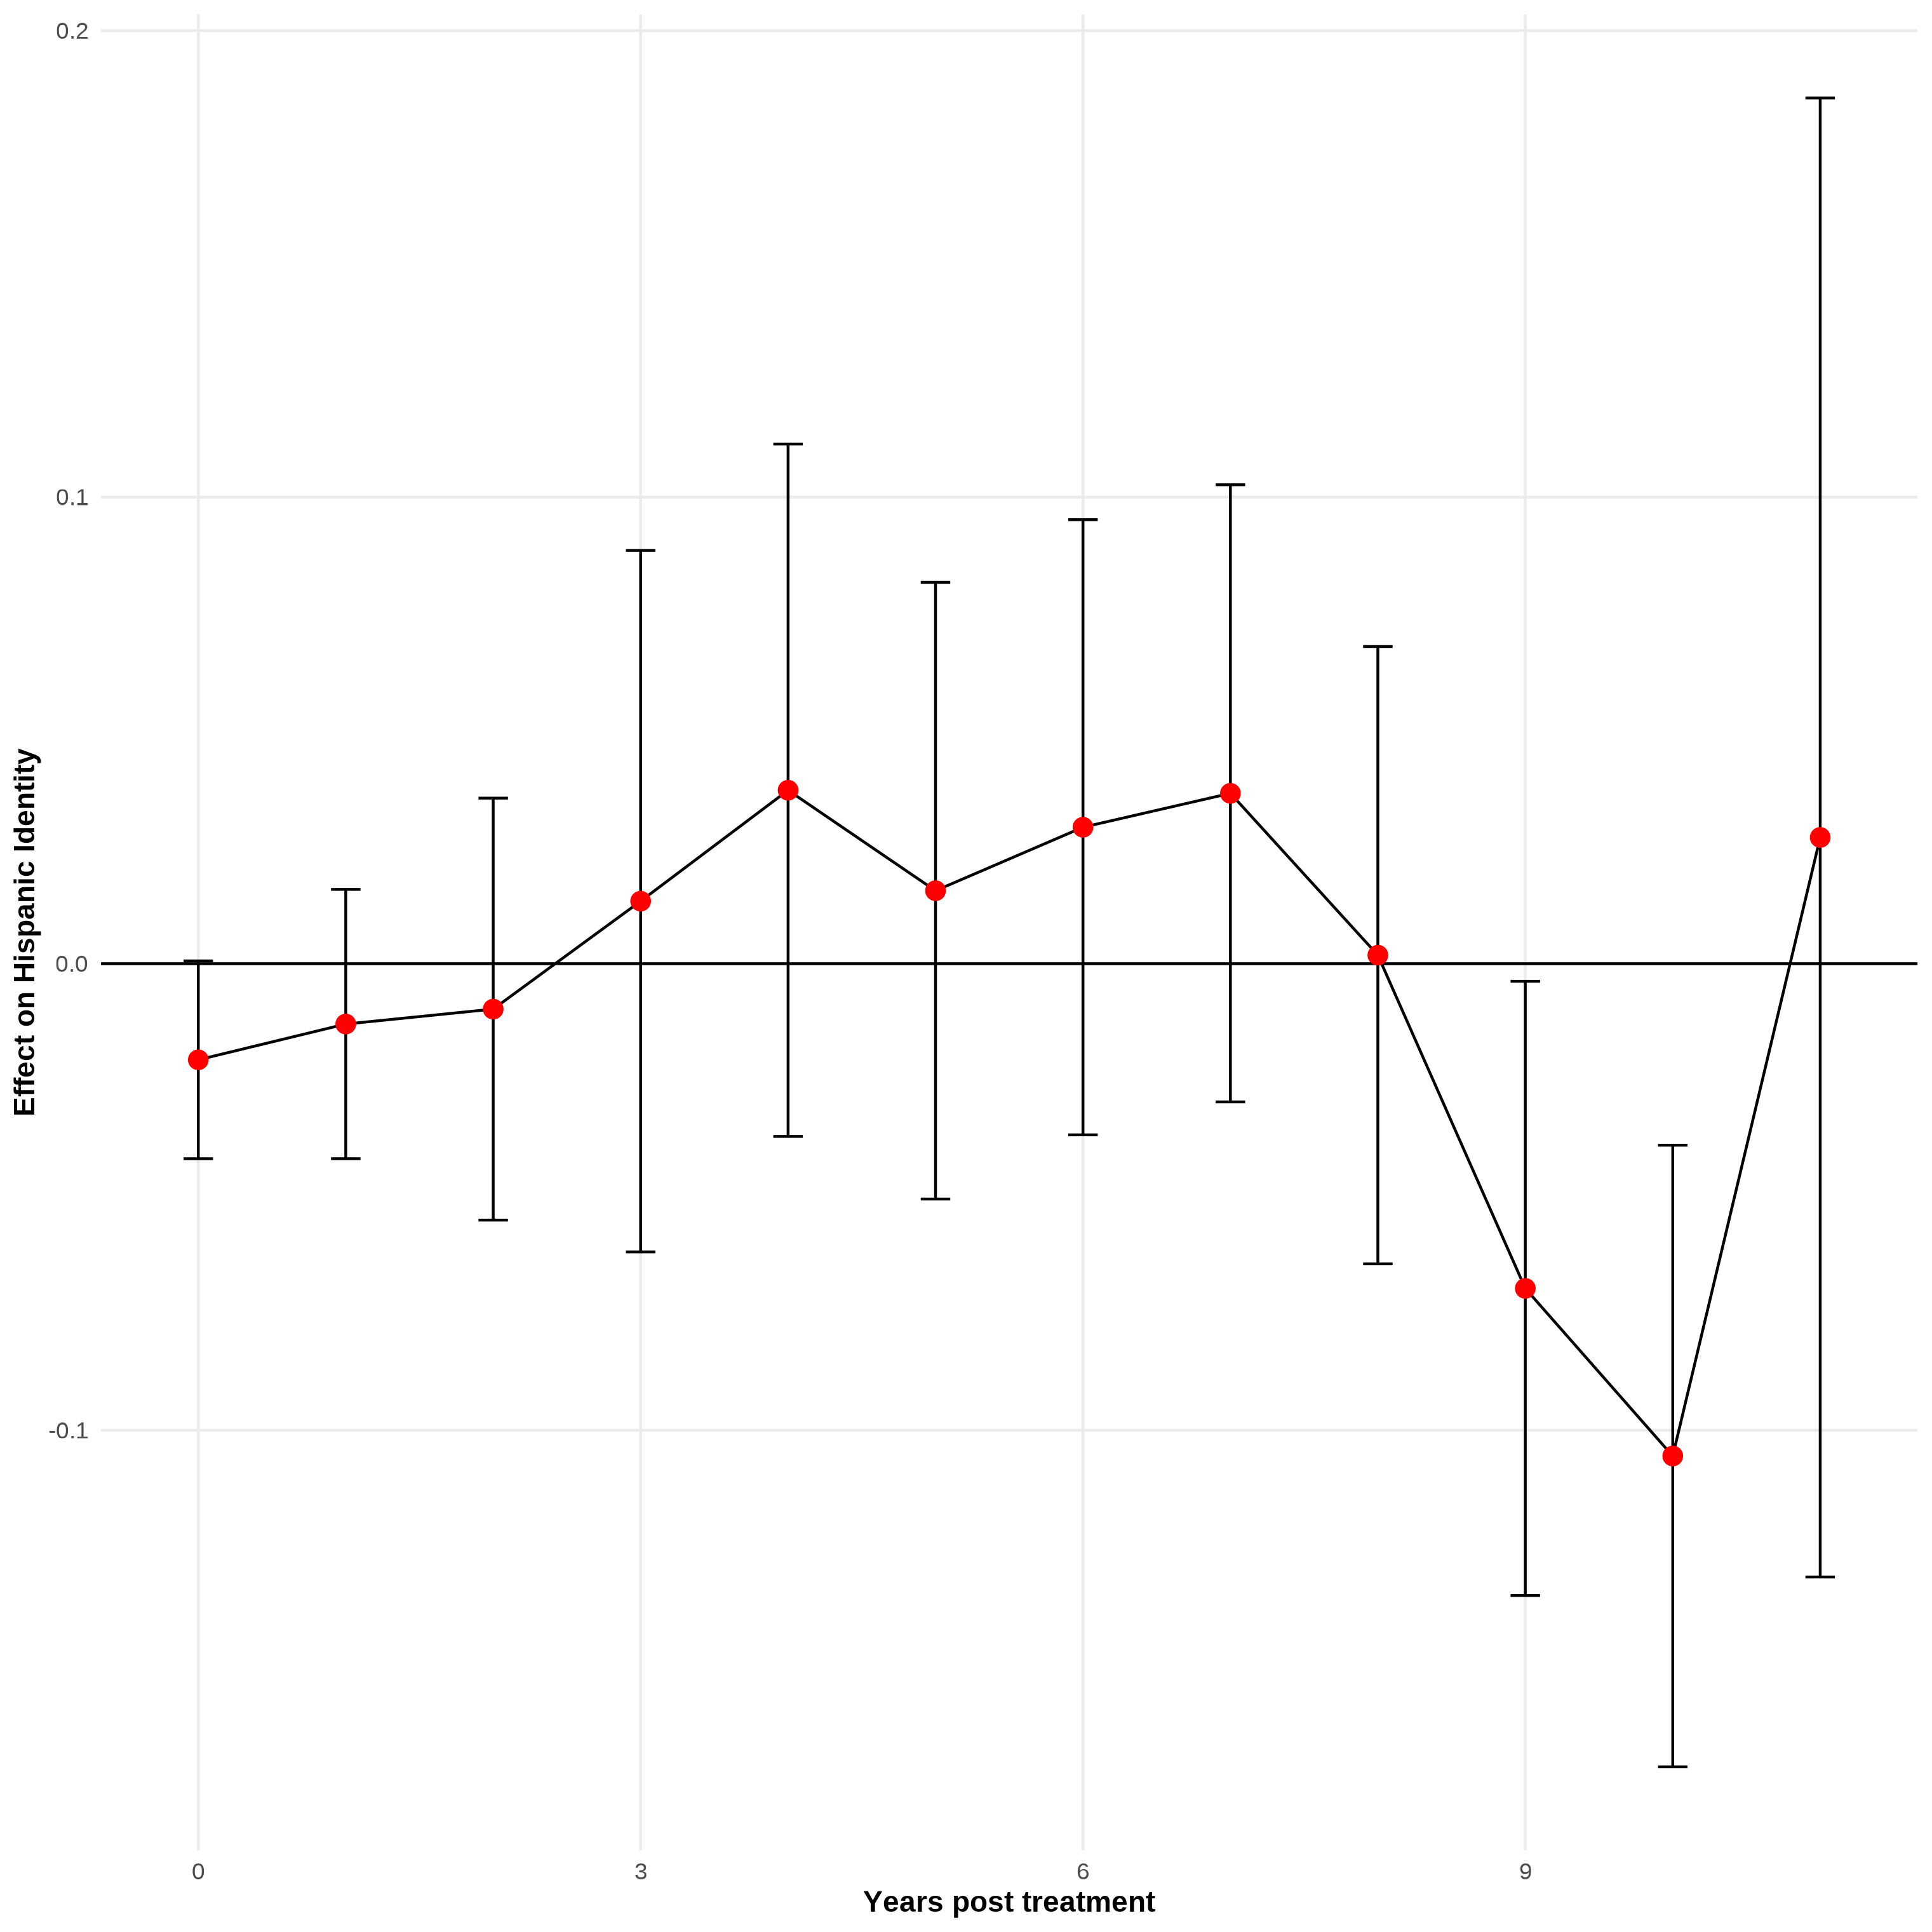 0.2
0.1
0.0
-0.1
Effect on Hispanic Identity
0 3 6 9
Years post treatment